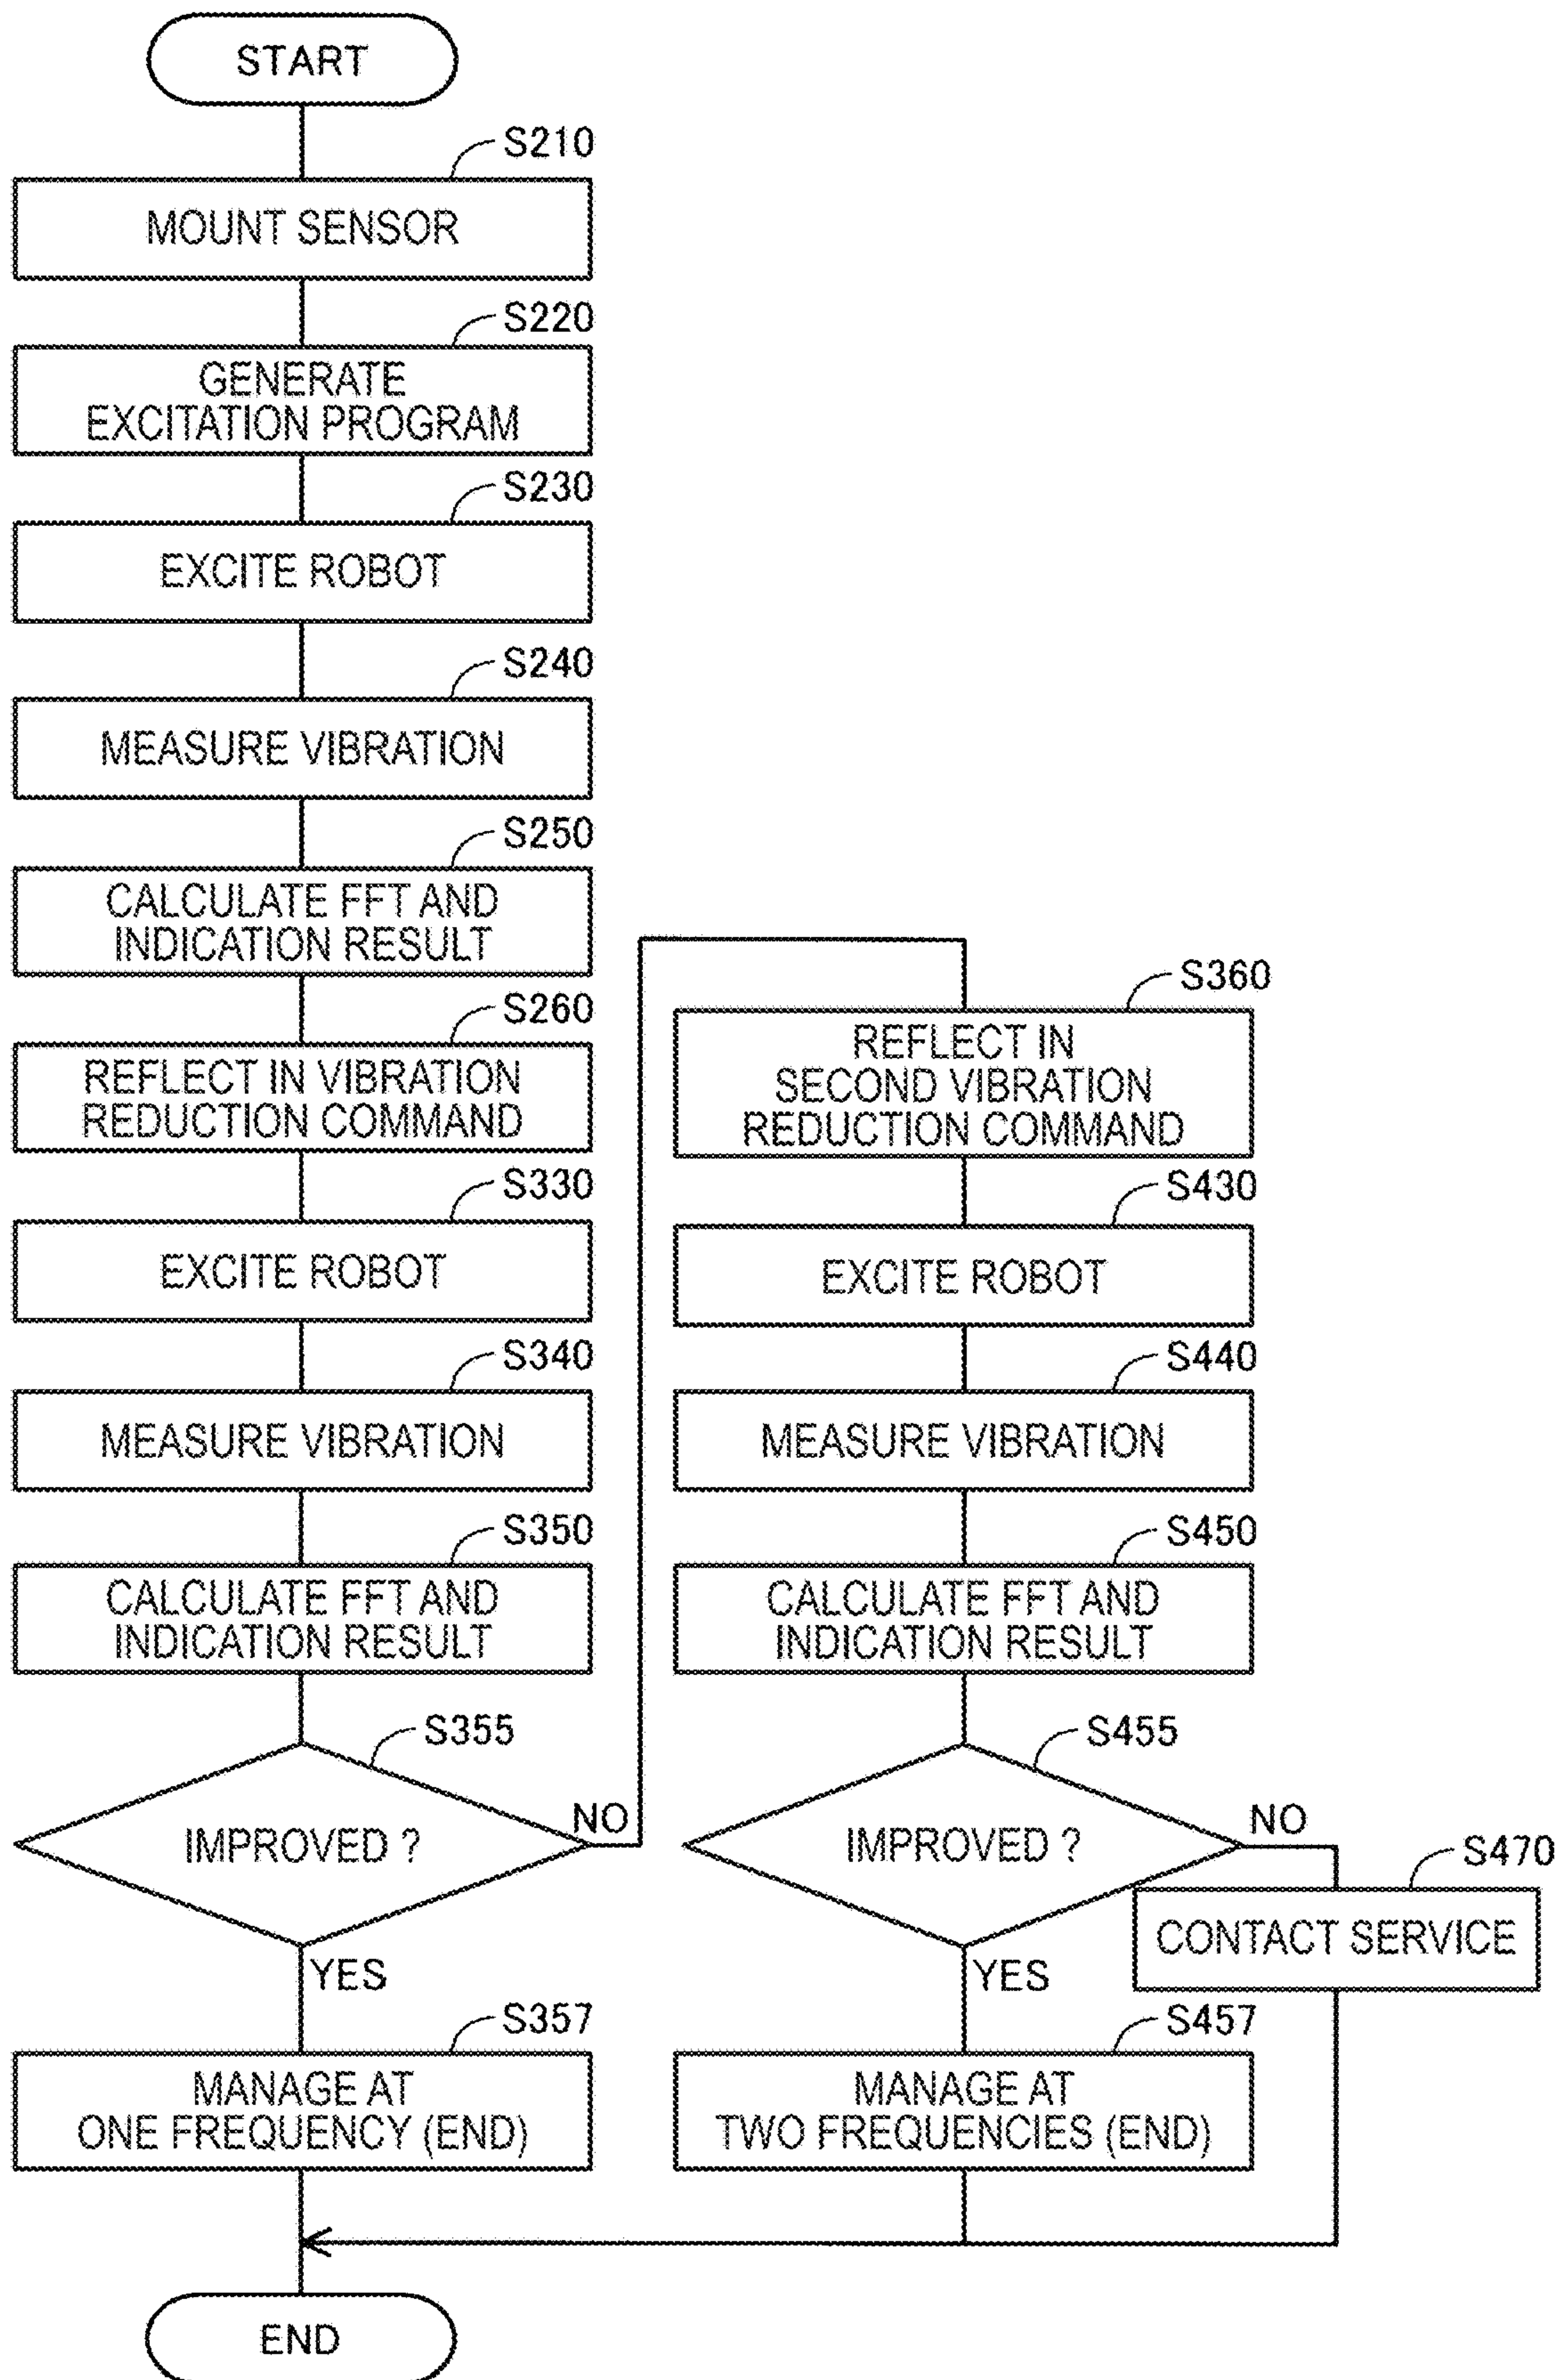 START
S210
MOUNT SENSOR
S220
GENERATE
EXCITATION PROGRAM
S230
EXCITE ROBOT
S240
MEASURE VIBRATION
S250
CALCULATE FFT AND
INDICATION RESULT
S260
REFLECT IN VIBRATION
REDUCTION COMMAND
S330
EXCITE ROBOT
S340
MEASURE VIBRATION
S350
CALCULATE FFT AND
INDICATION RESULT
S355
IMPROVED ?
NO
YES
S357
MANAGE AT
ONE FREQUENCY (END)
S360
REFLECT IN
SECOND VIBRATION
REDUCTION COMMAND
S430
EXCITE ROBOT
S440
MEASURE VIBRATION
S450
CALCULATE FFT AND
INDICATION RESULT
S455
IMPROVED ?
NO
S470
CONTACT SERVICE
YES
S457
MANAGE AT
TWO FREQUENCIES (END)
END